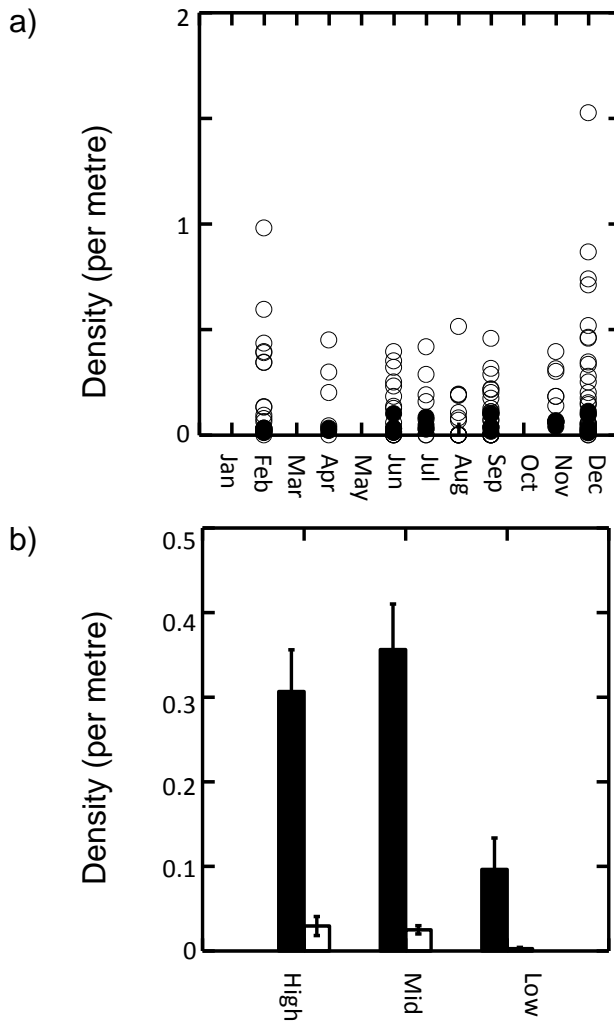 a)
2
1
0
Density (per metre)
Jan
Feb
Mar
Apr
May
Jun
Jul
Aug
Sep
Oct
Nov
Dec
b)
0.5
0.4
0.3
0.2
0.1
0
Density (per metre)
High
Mid
Low